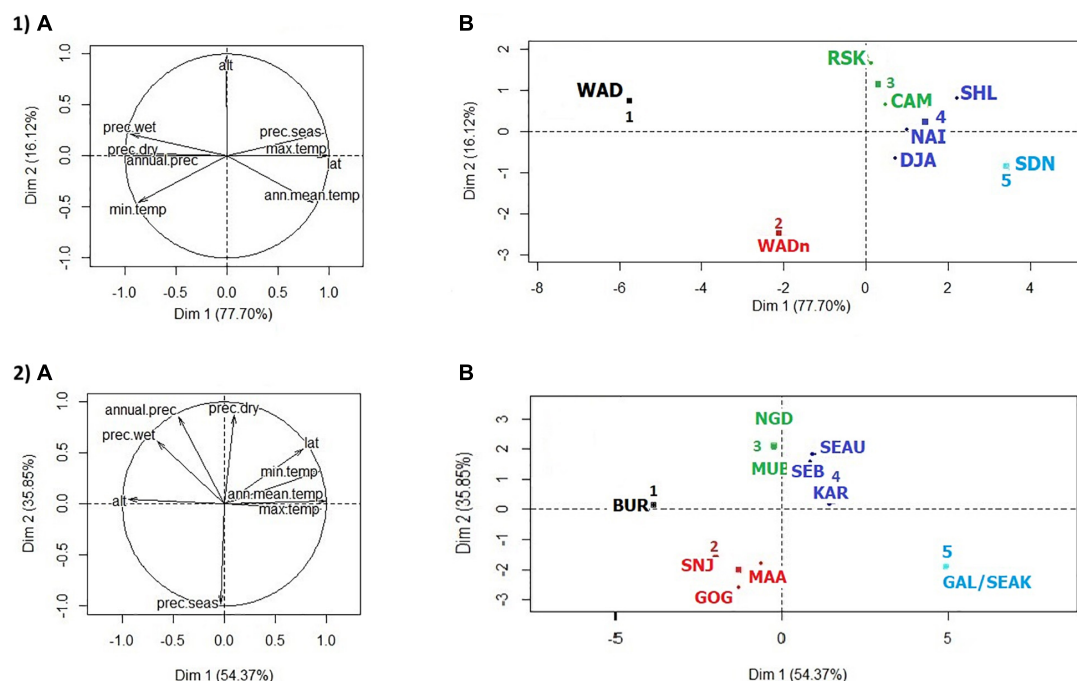 1) A
Dim 2 (16.12%)
1.0
0.5
0.0
-0.5
-1.0
alt
prec.wet
prec.dry
annual.prec
min.temp
prec.seas
max.temp
lat
ann.mean.temp
-1.0 -0.5 0.0 0.5 1.0
Dim 1 (77.70%)
B
Dim 2 (16.12%)
2
1
0
-1
-2
-3
WAD
1
RSK
3
CAM
SHL
4
NAI
DJA
SDN
5
2
WADn
-8 -6 -4 -2 0 2 4
Dim 1 (77.70%)
2) A
Dim 2 (35.85%)
1.0
0.5
0.0
-0.5
-1.0
annual.prec
prec.dry
prec.wet
lat
min.temp
ann.mean.temp
alt
max.temp
prec.seas
-1.0 -0.5 0.0 0.5 1.0
Dim 1 (54.37%)
B
Dim 2 (35.85%)
3
2
1
0
-1
-2
-3
NGD
3
MUB
SEAU
SEB
4
KAR
1
BUR
2
SNJ
MAA
GOG
5
GAL/SEAK
-5 0 5
Dim 1 (54.37%)